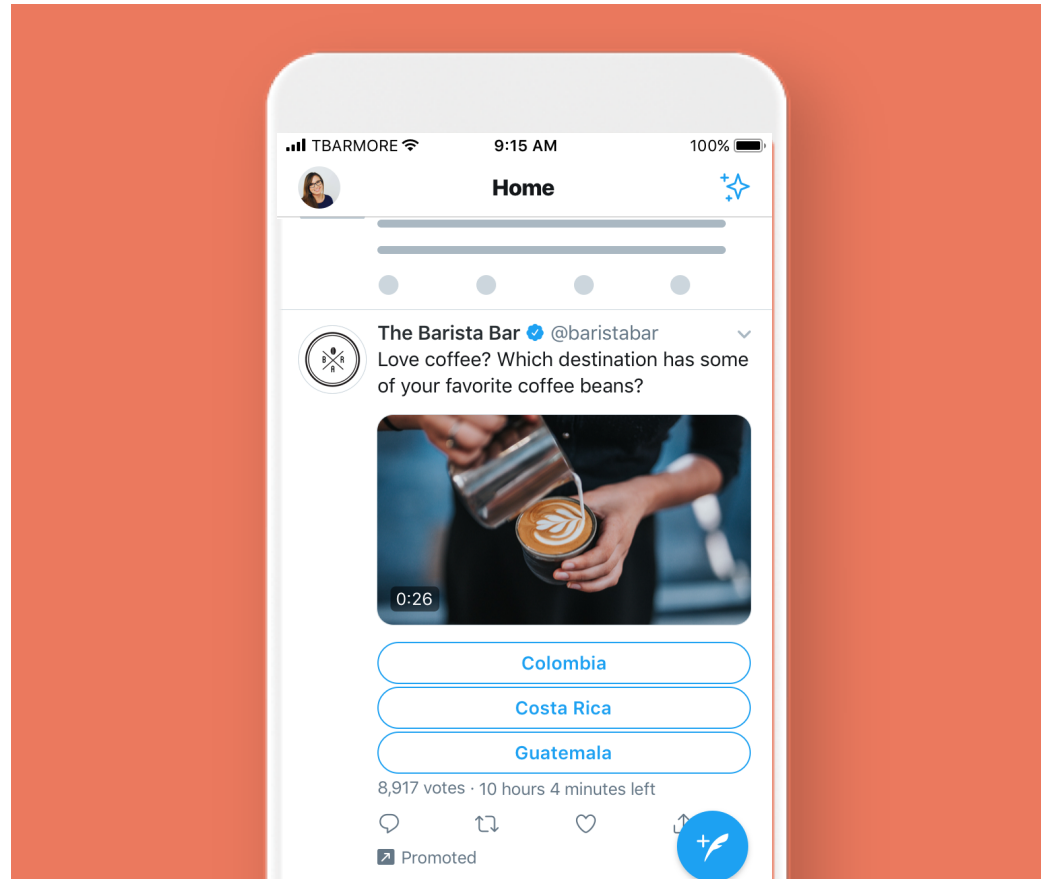 TBARMORE 9:15 AM 100%
Home
The Barista Bar @baristabar
Love coffee? Which destination has some
of your favorite coffee beans?
B A R
A
0:26
Colombia
Costa Rica
Guatemala
8,917 votes · 10 hours 4 minutes left
Promoted